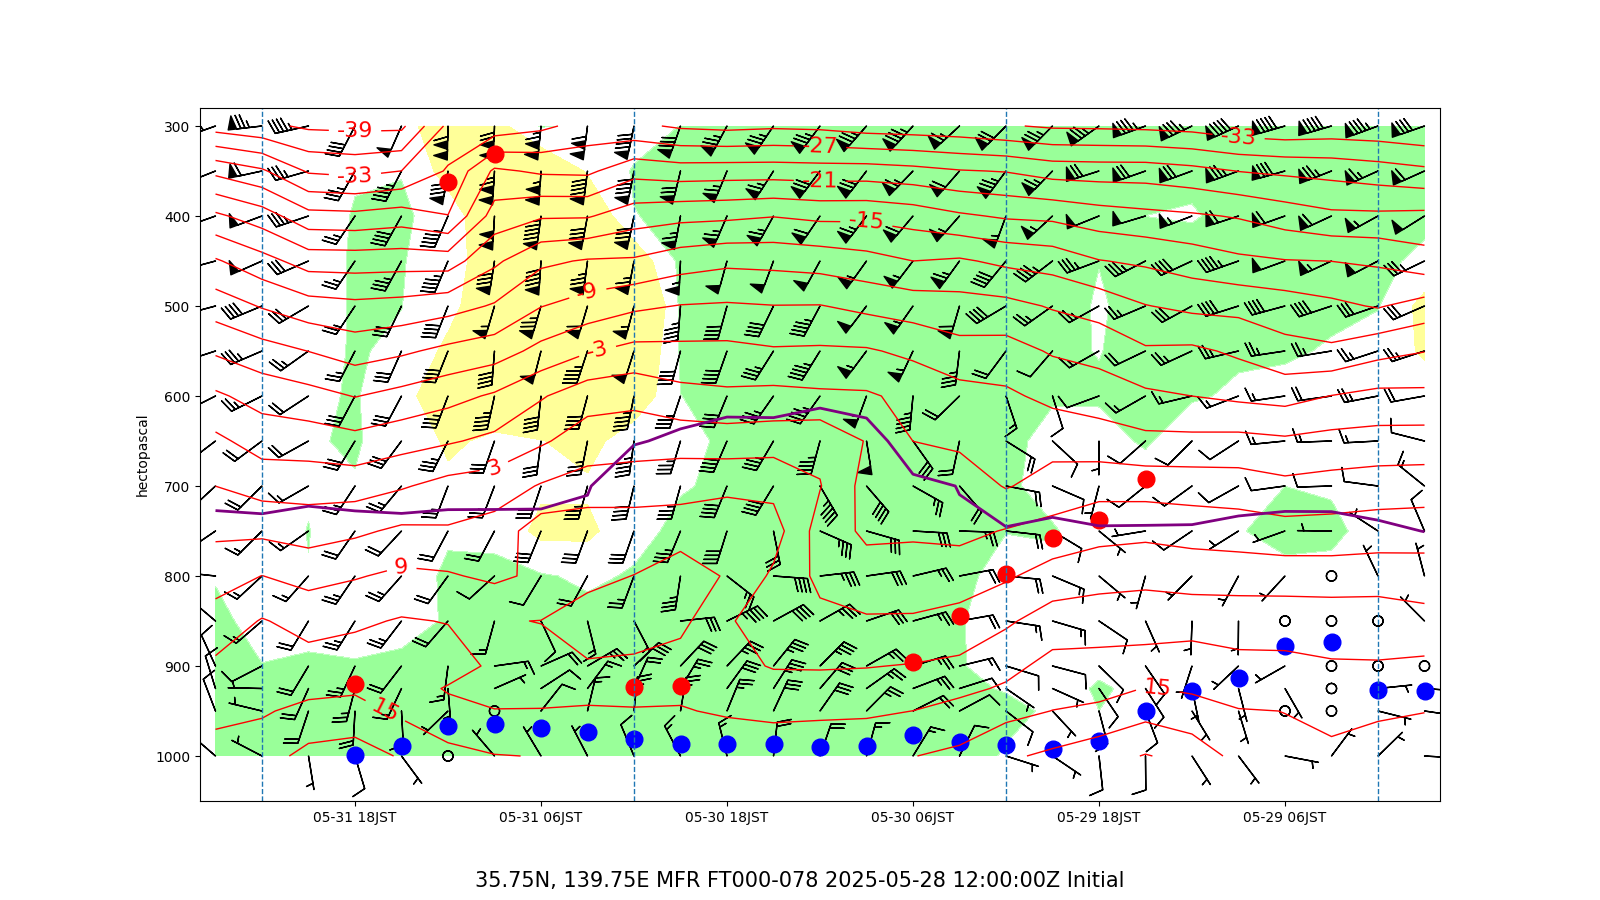 300
400
500
600
700
800
900
1000
hectopascal
-39
-33
-27
-33
-21
-15
-9
-3
3
9
15
15
05-31 18JST
05-31 06JST
05-30 18JST
05-30 06JST
05-29 18JST
05-29 06JST
35.75N, 139.75E MFR FT000-078 2025-05-28 12:00:00Z Initial